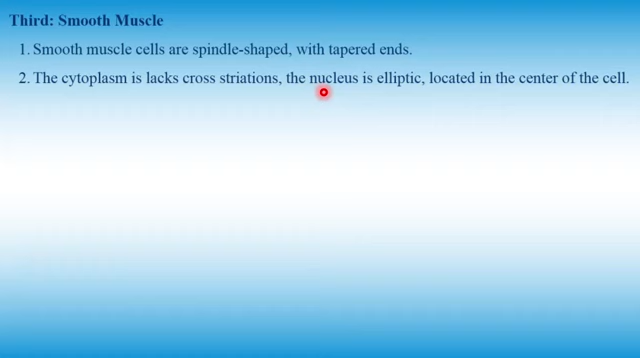 Third: Smooth Muscle
1. Smooth muscle cells are spindle-shaped, with tapered ends.
2. The cytoplasm is lacks cross striations, the nucleus is elliptic, located in the center of the cell.